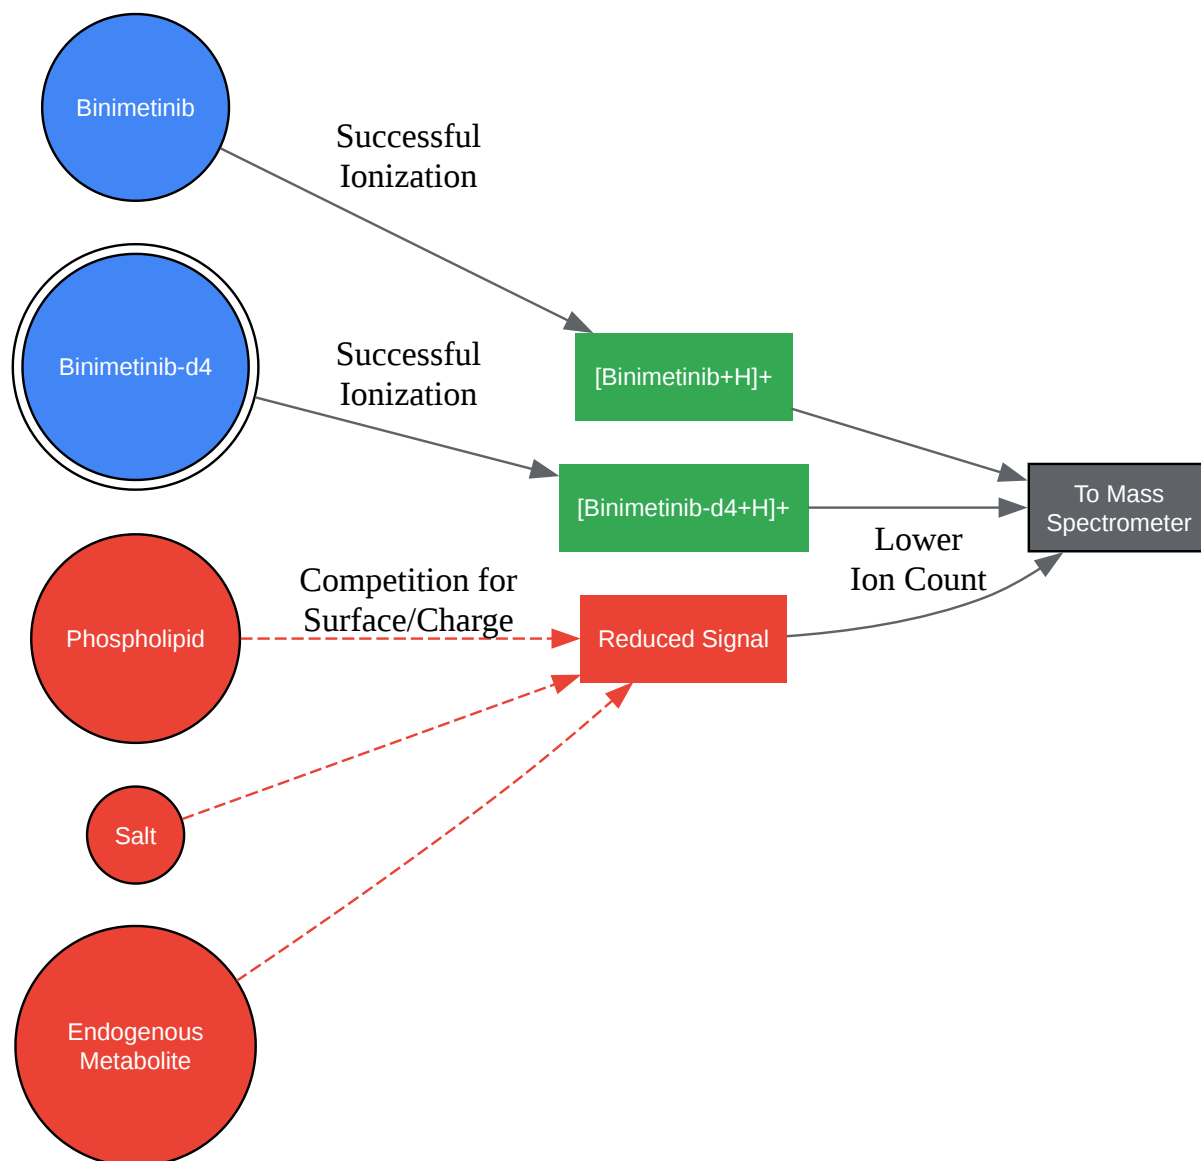 Binimetinib
Successful
Ionization
Binimetinib-d4
Successful
Ionization
[Binimetinib+H]+
[Binimetinib-d4+H]+
To Mass
Spectrometer
Lower
Ion Count
Phospholipid
Competition for
Surface/Charge
Reduced Signal
Salt
Endogenous
Metabolite